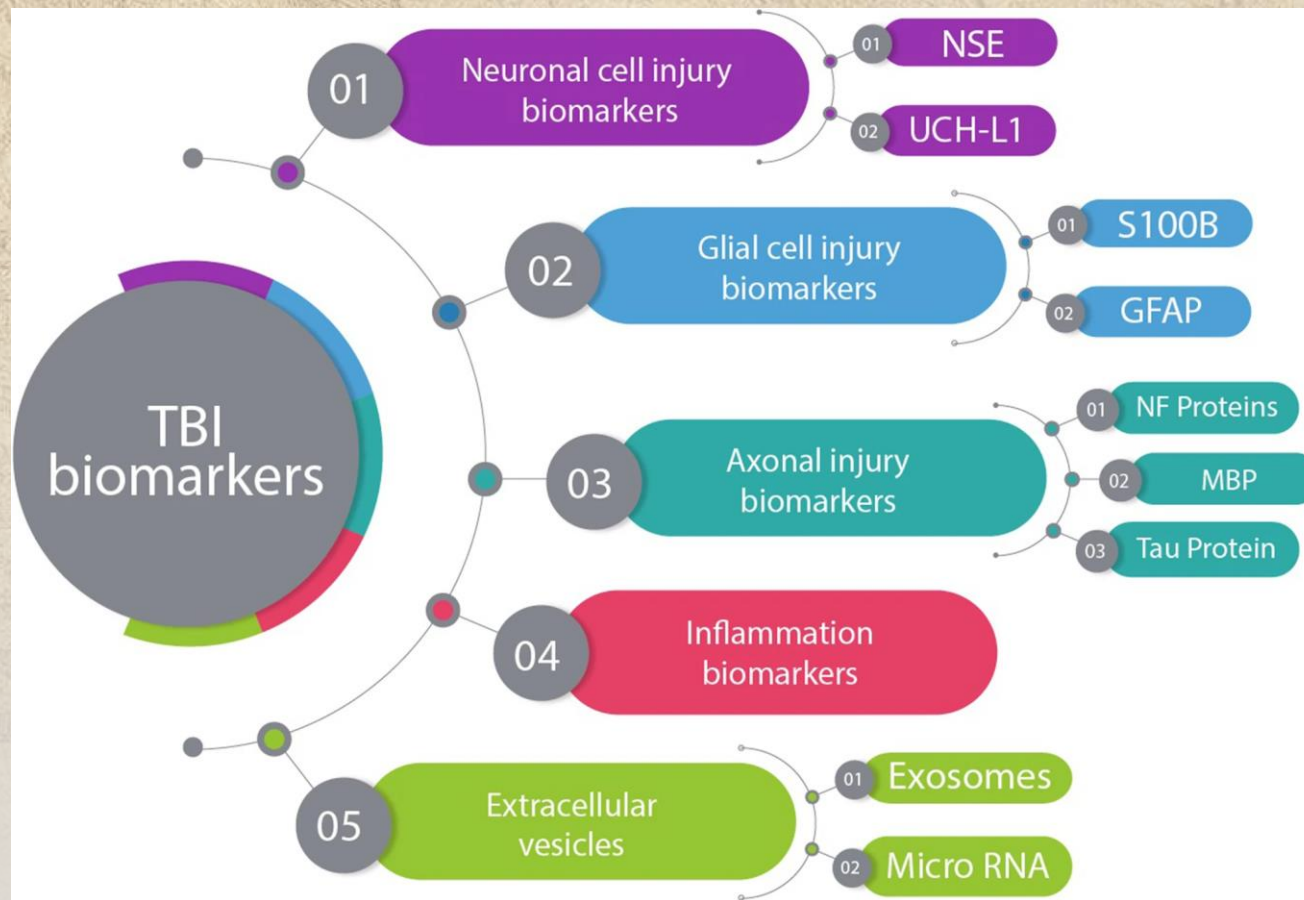 TBI
biomarkers
01
Neuronal cell injury
biomarkers
01
NSE
02
UCH-L1
02
Glial cell injury
biomarkers
01
S100B
02
GFAP
03
Axonal injury
biomarkers
01
NF Proteins
02
MBP
03
Tau Protein
04
Inflammation
biomarkers
05
Extracellular
vesicles
01
Exosomes
02
Micro RNA